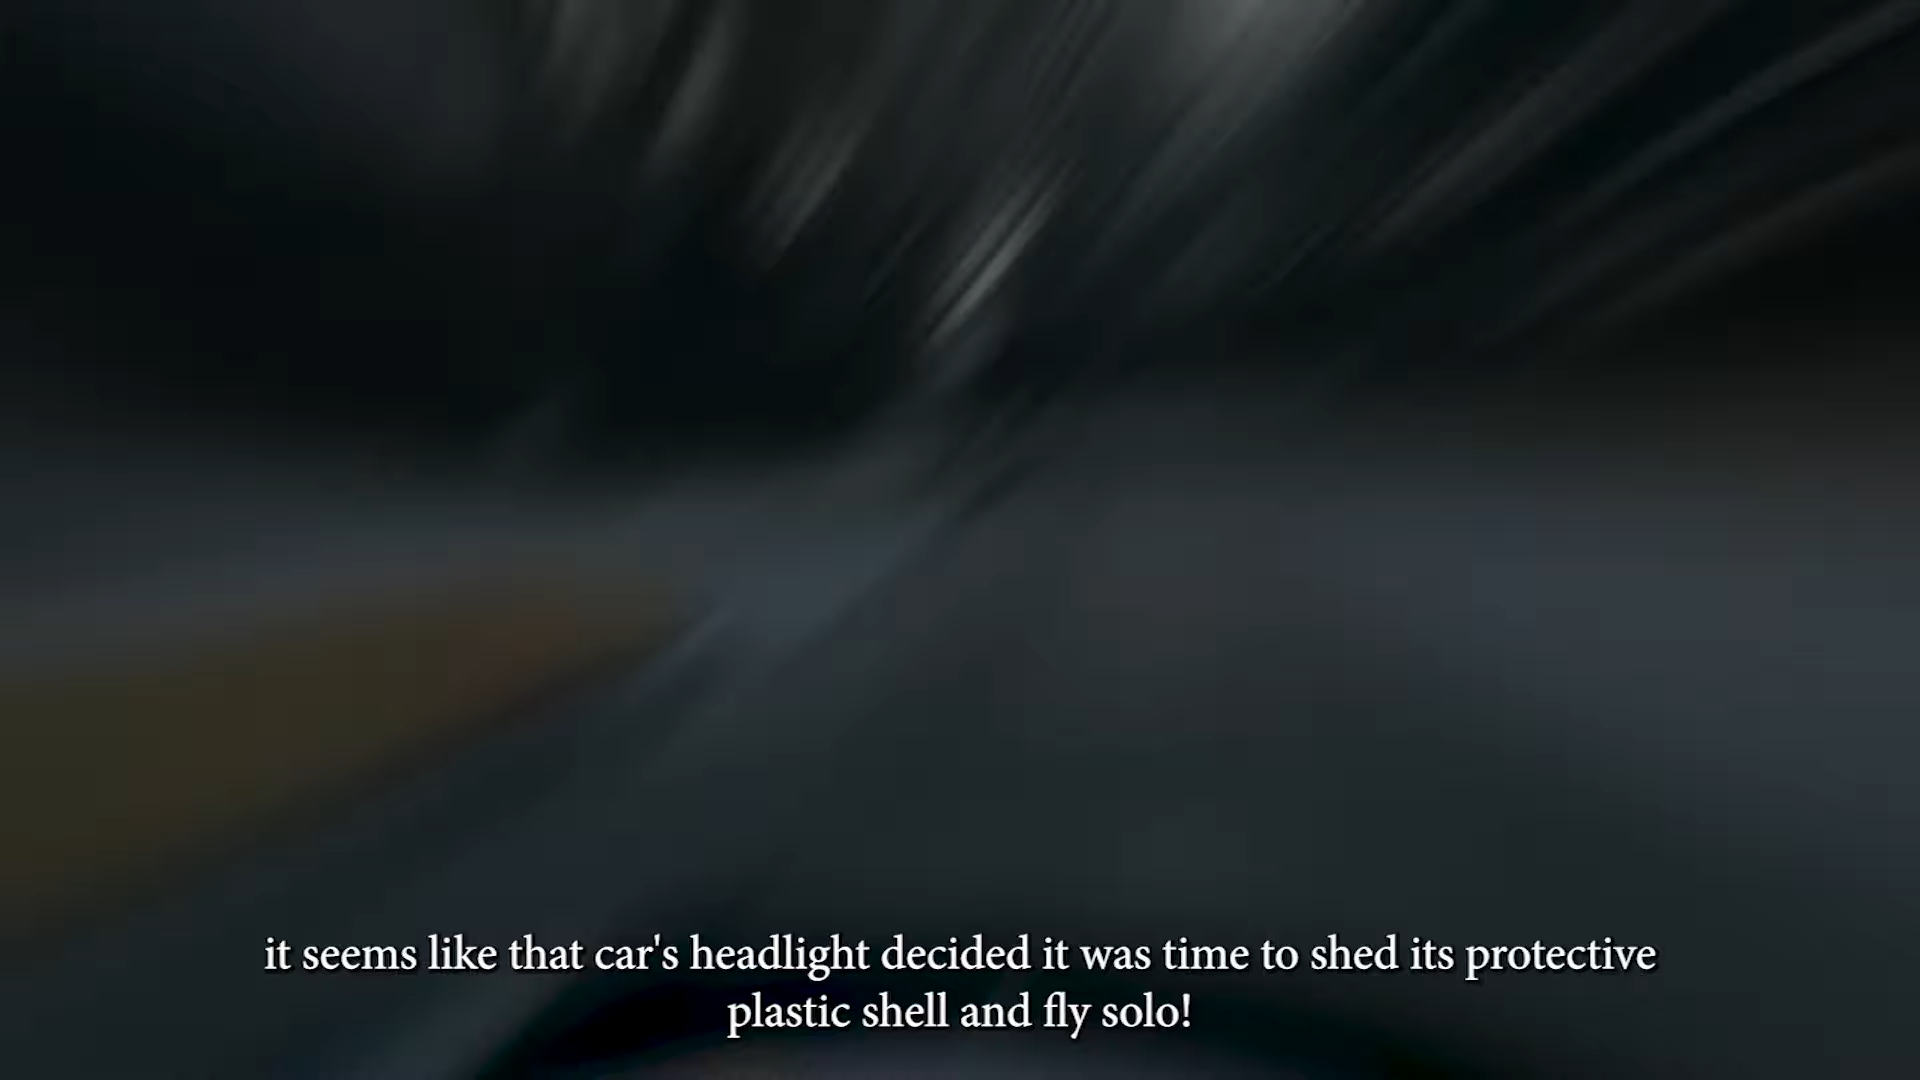 it seems like that car's headlight decided it was time to shed its protective
plastic shell and fly solo!